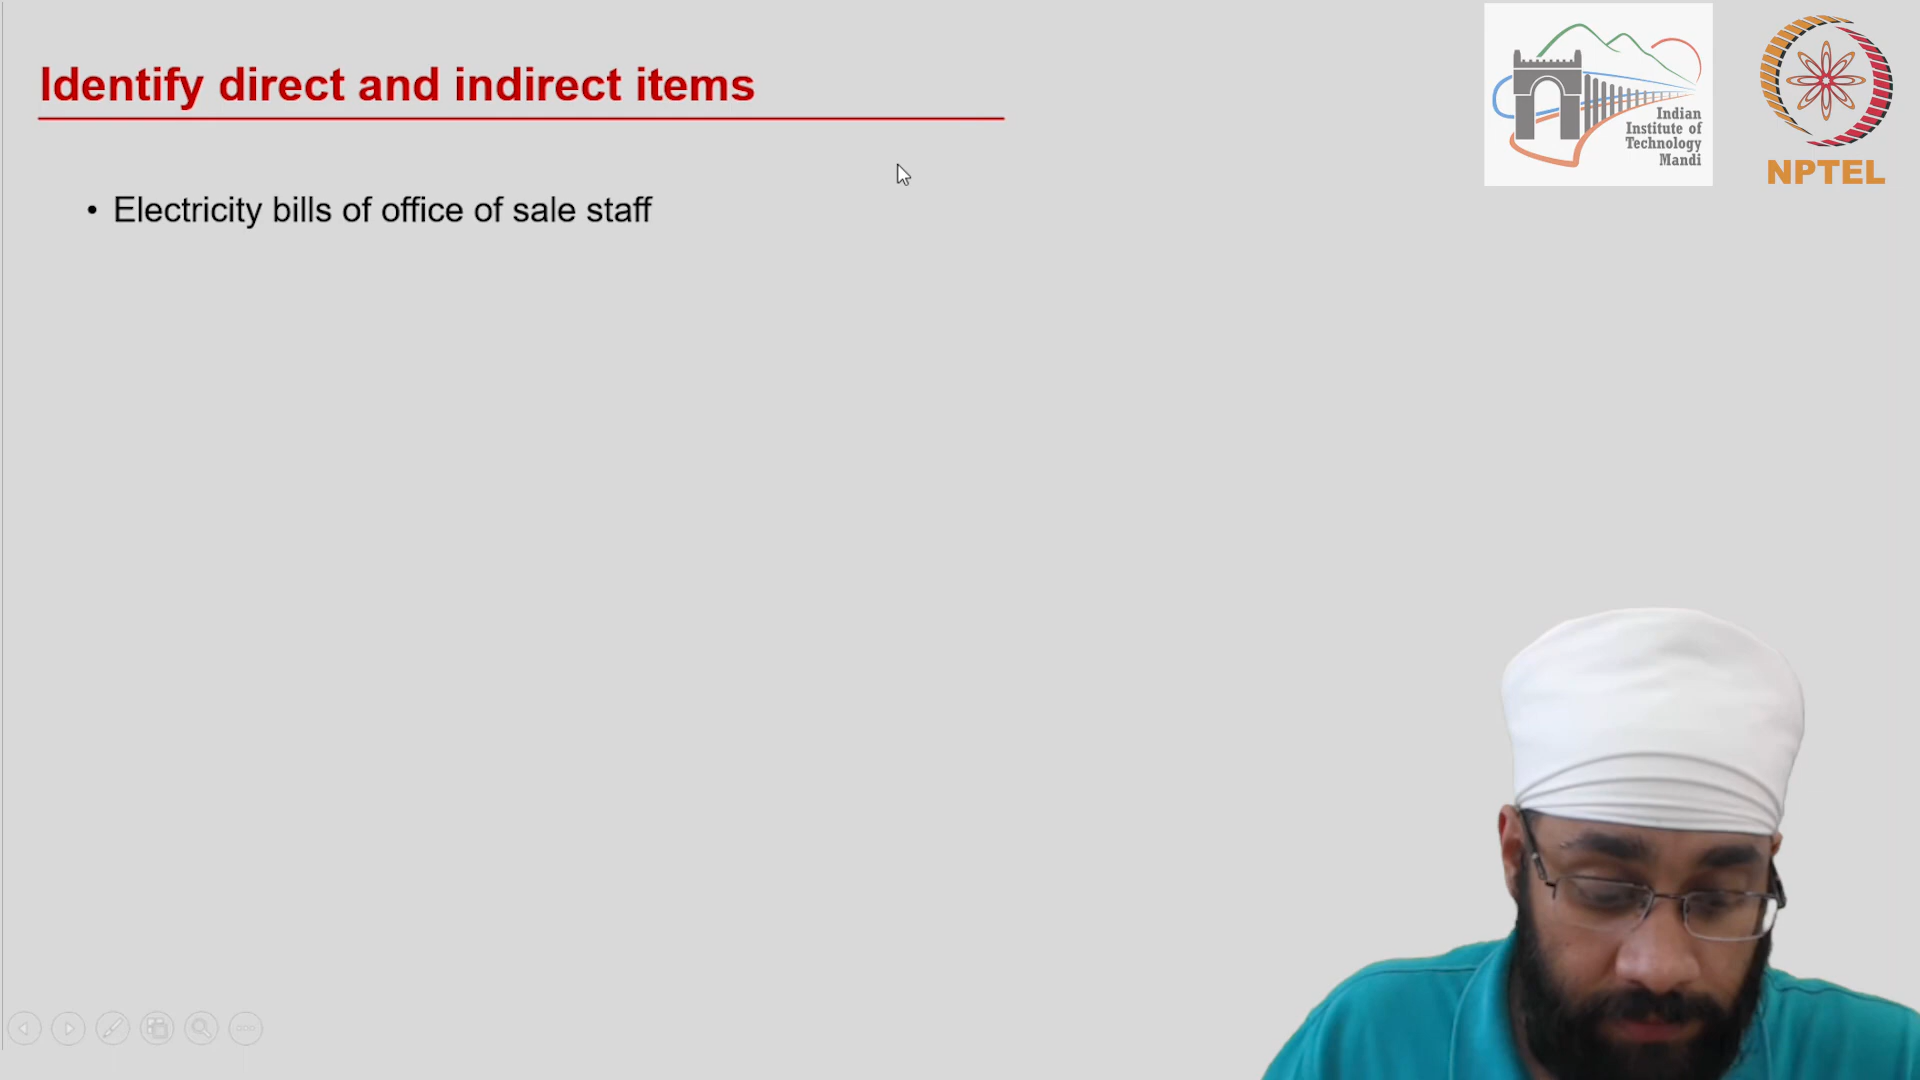 Identify direct and indirect items
• Electricity bills of office of sale staff
Indian
Institute of
Technology
Mandi
NPTEL